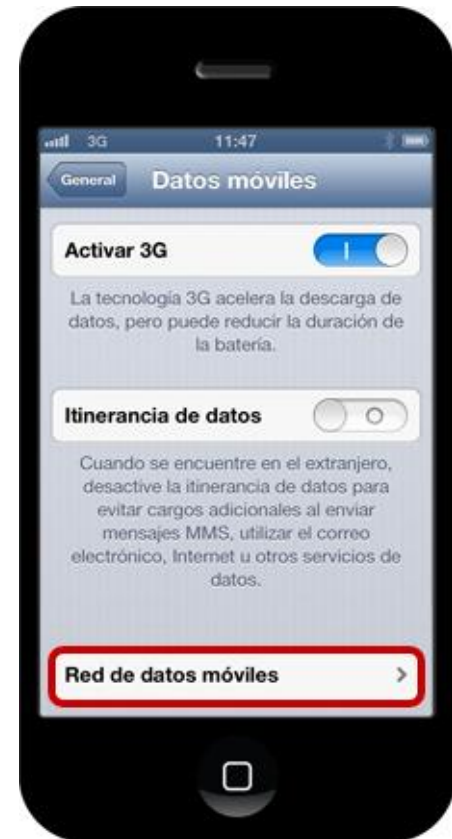 3G 11:47
General Datos móviles
Activar 3G
La tecnología 3G acelera la descarga de
datos, pero puede reducir la duración de
la batería.
Itinerancia de datos
Cuando se encuentre en el extranjero,
desactive la itinerancia de datos para
evitar cargos adicionales al enviar
mensajes MMS, utilizar el correo
electrónico, Internet u otros servicios de
datos.
Red de datos móviles